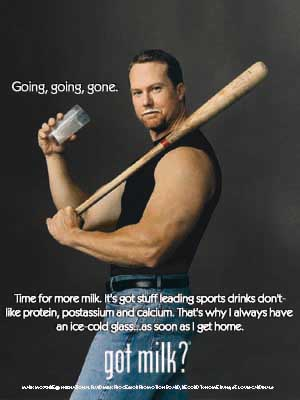 Going, going, gone.
Time for more milk. It's got stuff leading sports drinks don't-
like protein, postassium and calcium. That's why I always have
an ice-cold glass...as soon as I get home.
got milk?